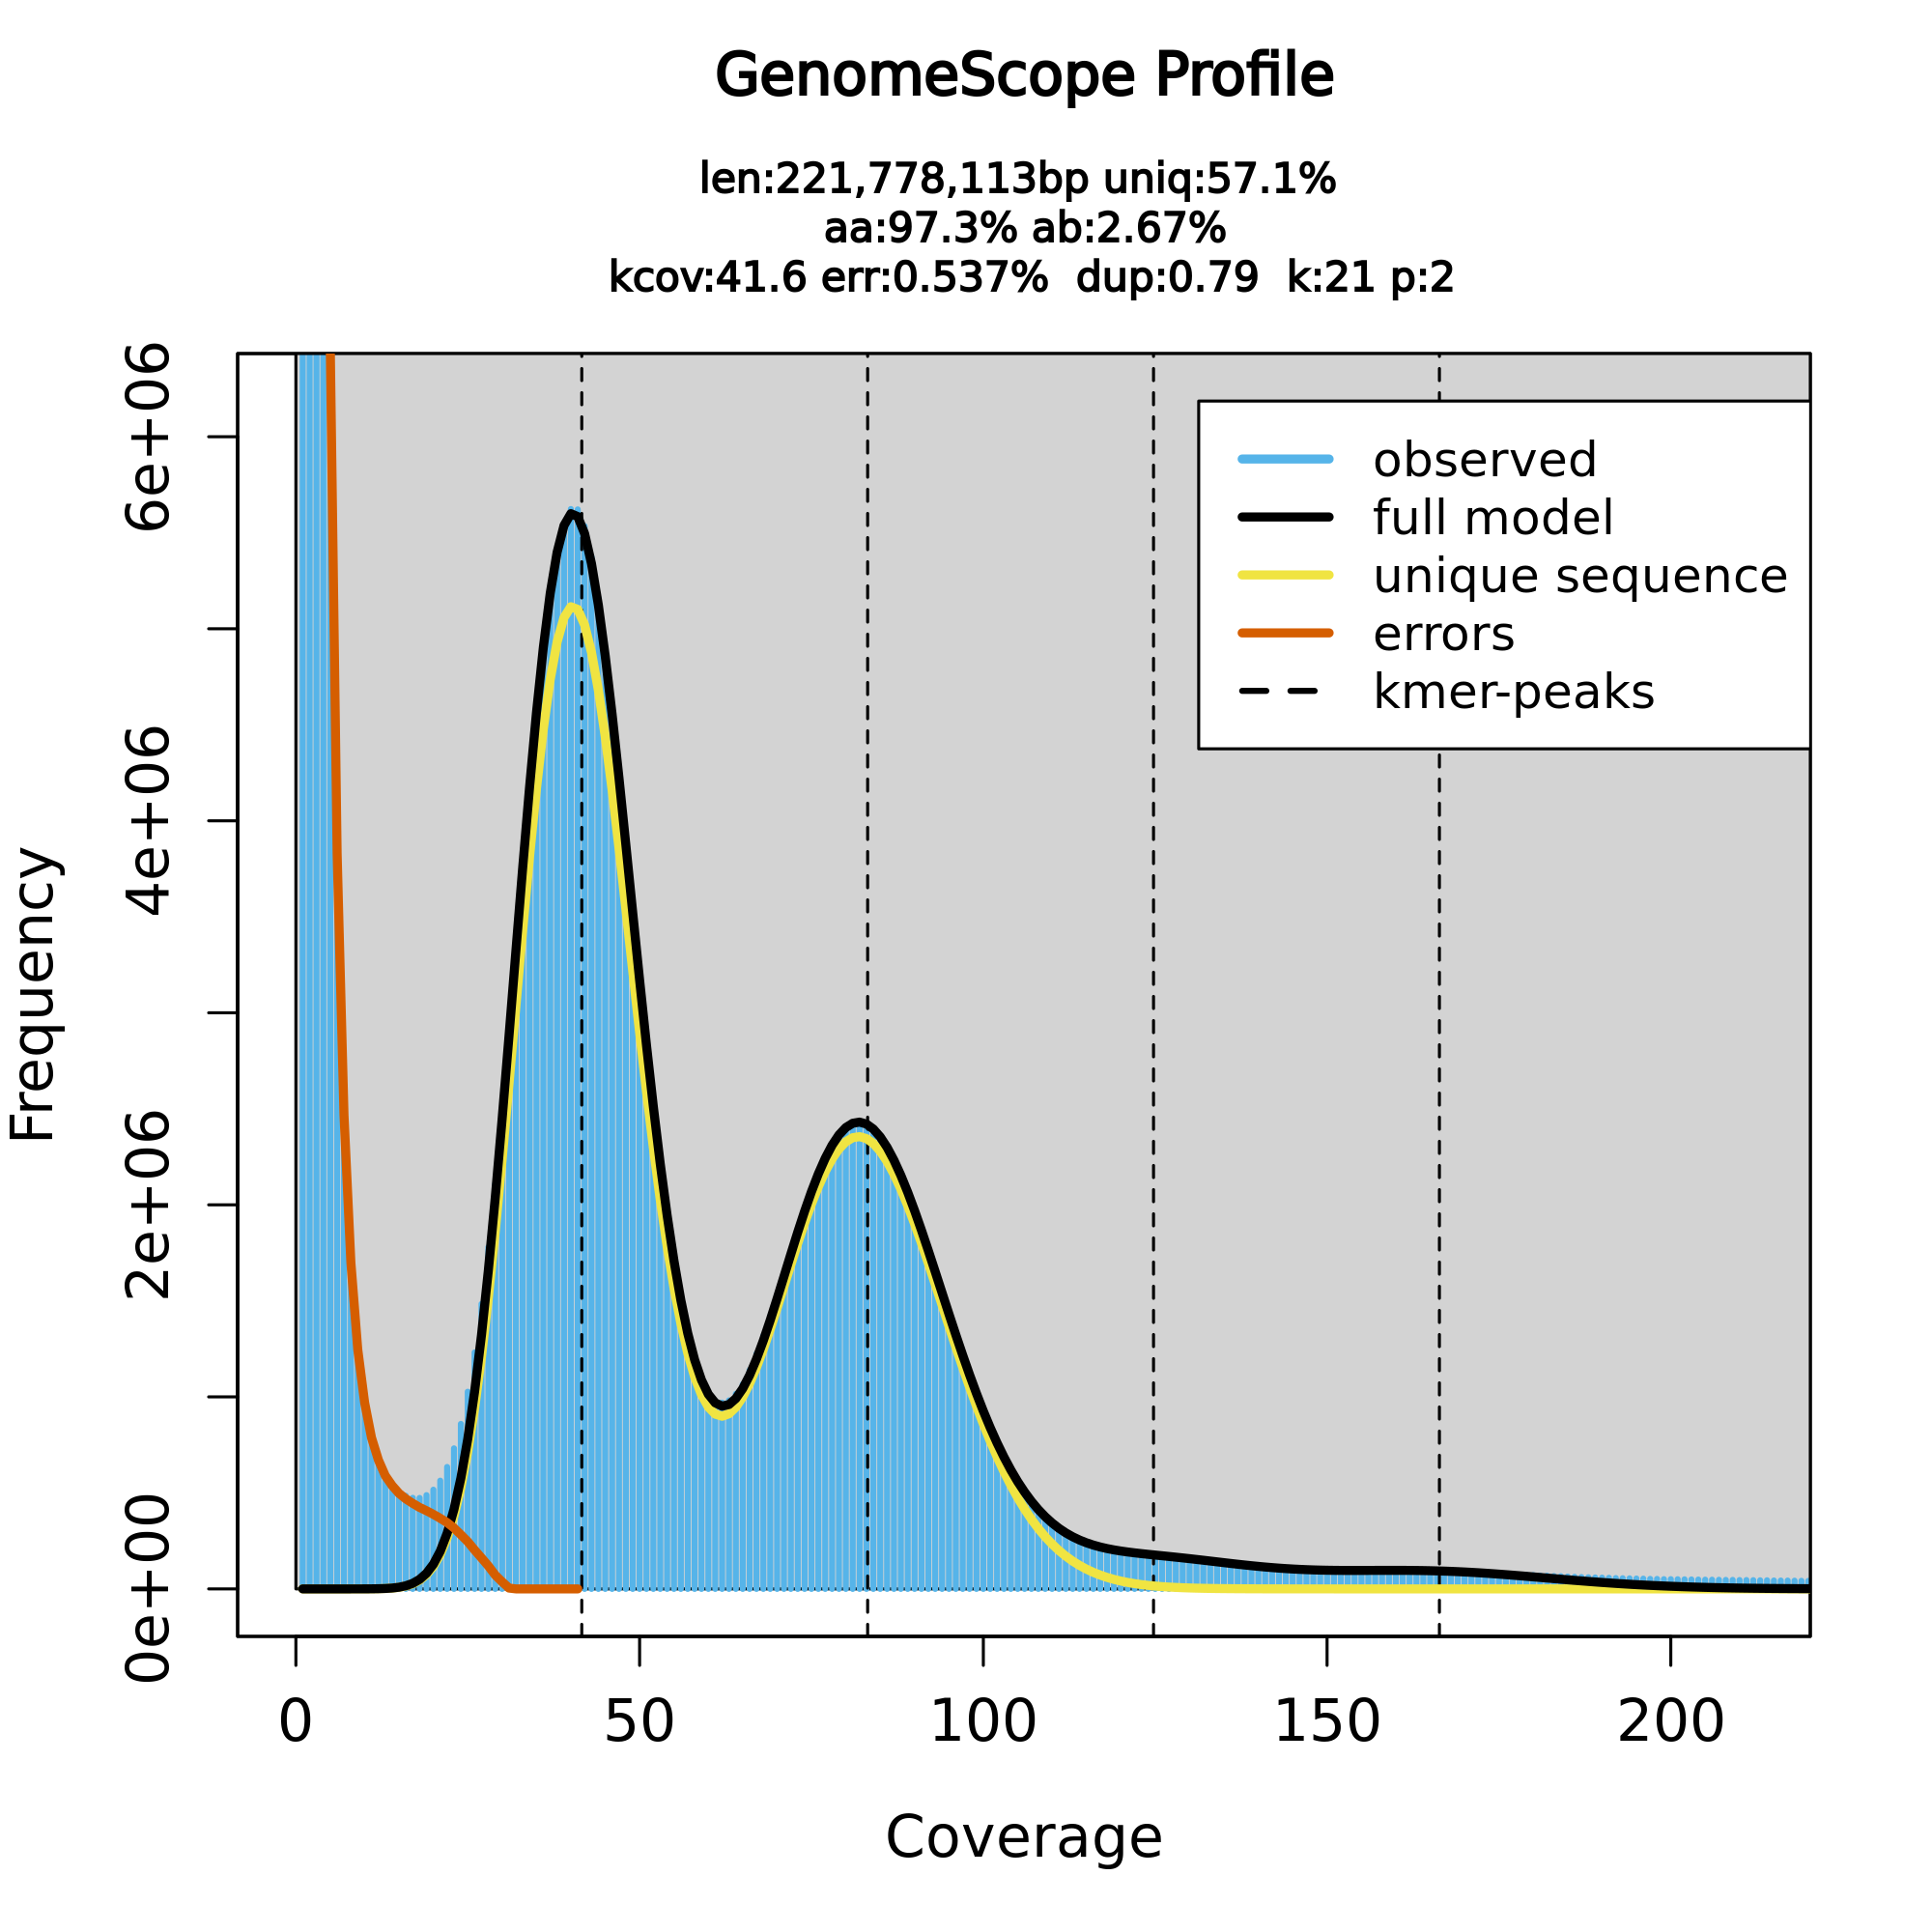 GenomeScope Profile
len:221,778,113bp uniq:57.1%
aa:97.3% ab:2.67%
kcov:41.6 err:0.537% dup:0.79 k:21 p:2
observed
full model
unique sequence
errors
kmer-peaks
Frequency
6e+06
4e+06
2e+06
0e+00
0 50 100 150 200
Coverage